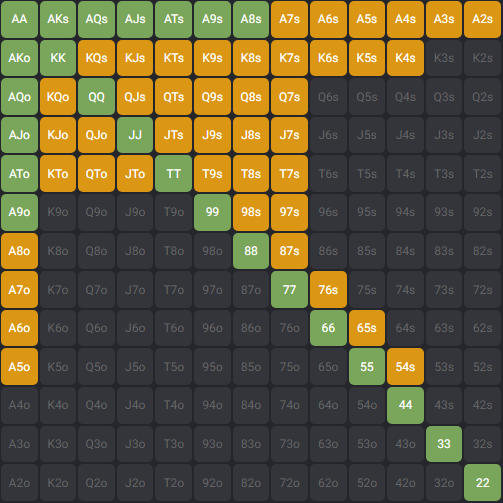 AA AKs AQs AJs ATs A9s A8s A7s A6s A5s A4s A3s A2s
AKo KK KQs KJs KTs K9s K8s K7s K6s K5s K4s K3s K2s
AQo KQo QQ QJs QTs Q9s Q8s Q7s Q6s Q5s Q4s Q3s Q2s
AJo KJo QJo JJ JTs J9s J8s J7s J6s J5s J4s J3s J2s
ATo KTo QTo JTo TT T9s T8s T7s T6s T5s T4s T3s T2s
A9o K9o Q9o J9o T9o 99 98s 97s 96s 95s 94s 93s 92s
A8o K8o Q8o J8o T8o 98o 88 87s 86s 85s 84s 83s 82s
A7o K7o Q7o J7o T7o 97o 87o 77 76s 75s 74s 73s 72s
A6o K6o Q6o J6o T6o 96o 86o 76o 66 65s 64s 63s 62s
A5o K5o Q5o J5o T5o 95o 85o 75o 65o 55 54s 53s 52s
A4o K4o Q4o J4o T4o 94o 84o 74o 64o 54o 44 43s 42s
A3o K3o Q3o J3o T3o 93o 83o 73o 63o 53o 43o 33 32s
A2o K2o Q2o J2o T2o 92o 82o 72o 62o 52o 42o 32o 22